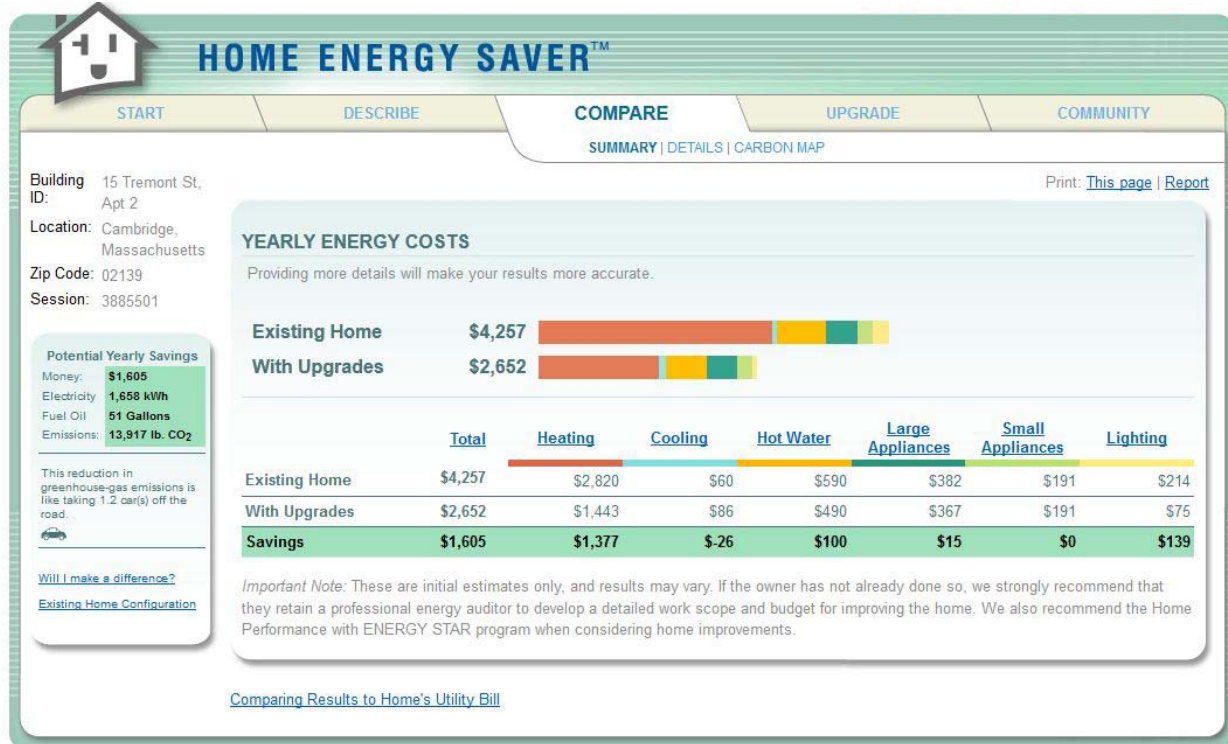 HOME ENERGY SAVER™
START DESCRIBE COMPARE UPGRADE COMMUNITY
SUMMARY | DETAILS | CARBON MAP
Building ID: 15 Tremont St, Apt 2
Location: Cambridge, Massachusetts
Zip Code: 02139
Session: 3885501
Potential Yearly Savings
Money: $1,605
Electricity 1,658 kWh
Fuel Oil 51 Gallons
Emissions: 13,917 lb. CO2
This reduction in
greenhouse-gas emissions is
like taking 1.2 car(s) off the
road.
Will I make a difference?
Existing Home Configuration
Print: This page | Report
YEARLY ENERGY COSTS
Providing more details will make your results more accurate.
Existing Home $4,257
With Upgrades $2,652
Total Heating Cooling Hot Water Large Appliances Small Appliances Lighting
Existing Home $4,257 $2,820 $60 $590 $382 $191 $214
With Upgrades $2,652 $1,443 $86 $490 $367 $191 $75
Savings $1,605 $1,377 $-26 $100 $15 $0 $139
Important Note: These are initial estimates only, and results may vary. If the owner has not already done so, we strongly recommend that
they retain a professional energy auditor to develop a detailed work scope and budget for improving the home. We also recommend the Home
Performance with ENERGY STAR program when considering home improvements.
Comparing Results to Home's Utility Bill